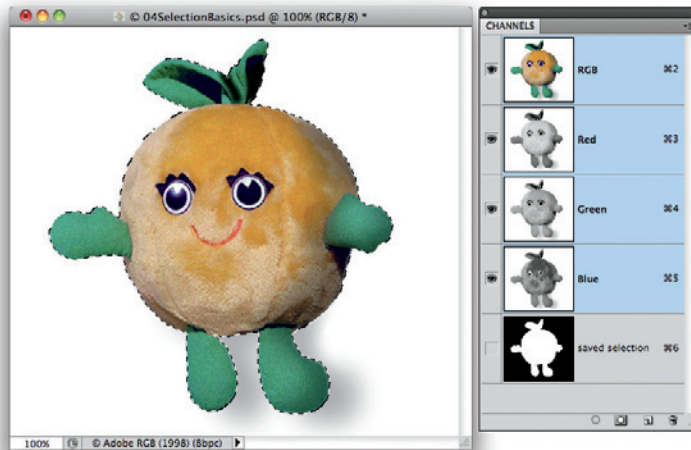 © 04SelectionBasics.psd @ 100% (RGB/8) *
100%
© Adobe RGB (1998) (8bpc)
CHANNELS
RGB ⌘2
Red ⌘3
Green ⌘4
Blue ⌘5
saved selection ⌘6